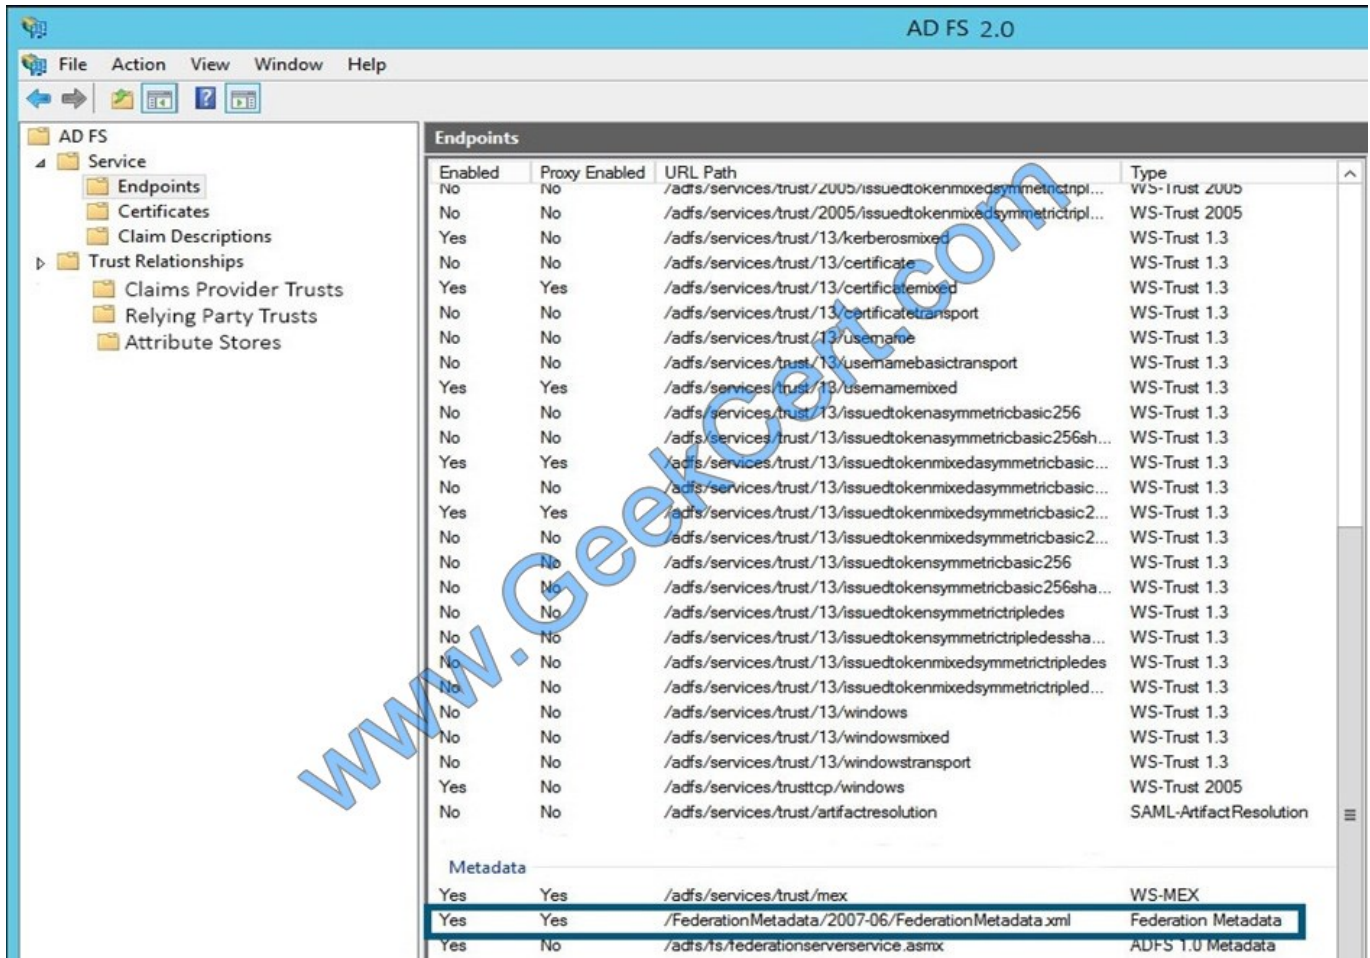 AD FS 2.0
File Action View Window Help
AD FS
Service
Endpoints
Certificates
Claim Descriptions
Trust Relationships
Claims Provider Trusts
Relying Party Trusts
Attribute Stores
Endpoints
Enabled Proxy Enabled URL Path Type
No No /adfs/services/trust/2005/issuedtokenmixedsymmetrictripl... WS-Trust 2005
No No /adfs/services/trust/2005/issuedtokenmixedsymmetrictripl... WS-Trust 2005
Yes No /adfs/services/trust/13/kerberosmixed WS-Trust 1.3
No No /adfs/services/trust/13/certificate WS-Trust 1.3
Yes Yes /adfs/services/trust/13/certificatemixed WS-Trust 1.3
No No /adfs/services/trust/13/certificatetransport WS-Trust 1.3
No No /adfs/services/trust/13/username WS-Trust 1.3
No No /adfs/services/trust/13/usernamebasictransport WS-Trust 1.3
Yes Yes /adfs/services/trust/13/usernamemixed WS-Trust 1.3
No No /adfs/services/trust/13/issuedtokenasymmetricbasic256 WS-Trust 1.3
No No /adfs/services/trust/13/issuedtokenasymmetricbasic256sh... WS-Trust 1.3
Yes Yes /adfs/services/trust/13/issuedtokenmixedasymmetricbasic... WS-Trust 1.3
No No /adfs/services/trust/13/issuedtokenmixedasymmetricbasic... WS-Trust 1.3
Yes Yes /adfs/services/trust/13/issuedtokenmixedsymmetricbasic2... WS-Trust 1.3
No No /adfs/services/trust/13/issuedtokenmixedsymmetricbasic2... WS-Trust 1.3
No No /adfs/services/trust/13/issuedtokensymmetricbasic256 WS-Trust 1.3
No No /adfs/services/trust/13/issuedtokensymmetricbasic256sha... WS-Trust 1.3
No No /adfs/services/trust/13/issuedtokensymmetrictripledes WS-Trust 1.3
No No /adfs/services/trust/13/issuedtokensymmetrictripledessha... WS-Trust 1.3
No No /adfs/services/trust/13/issuedtokenmixedsymmetrictripledes WS-Trust 1.3
No No /adfs/services/trust/13/issuedtokenmixedsymmetrictripled... WS-Trust 1.3
No No /adfs/services/trust/13/windows WS-Trust 1.3
No No /adfs/services/trust/13/windowsmixed WS-Trust 1.3
No No /adfs/services/trust/13/windowstransport WS-Trust 1.3
Yes No /adfs/services/trusttcp/windows WS-Trust 2005
No No /adfs/services/trust/artifactresolution SAML-ArtifactResolution
Metadata
Yes Yes /adfs/services/trust/mex WS-MEX
Yes Yes /FederationMetadata/2007-06/FederationMetadata.xml Federation Metadata
Yes No /adfs/fs/federationserverservice.asmx ADFS 1.0 Metadata
www.GeekCert.com